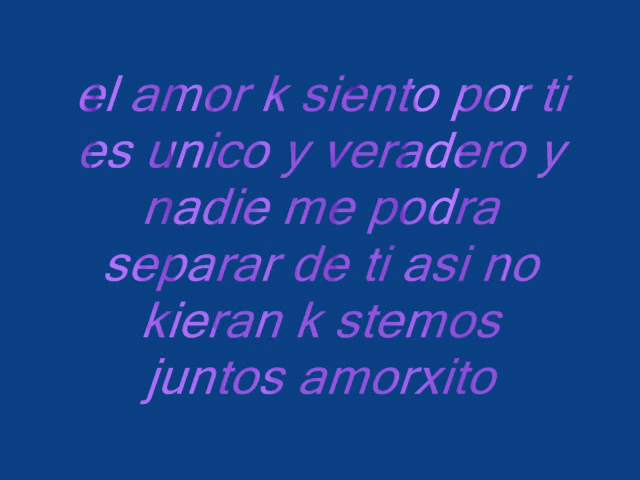 el amor k siento por ti
es unico y veradero y
nadie me podra
separar de ti asi no
kieran k stemos
juntos amorxito